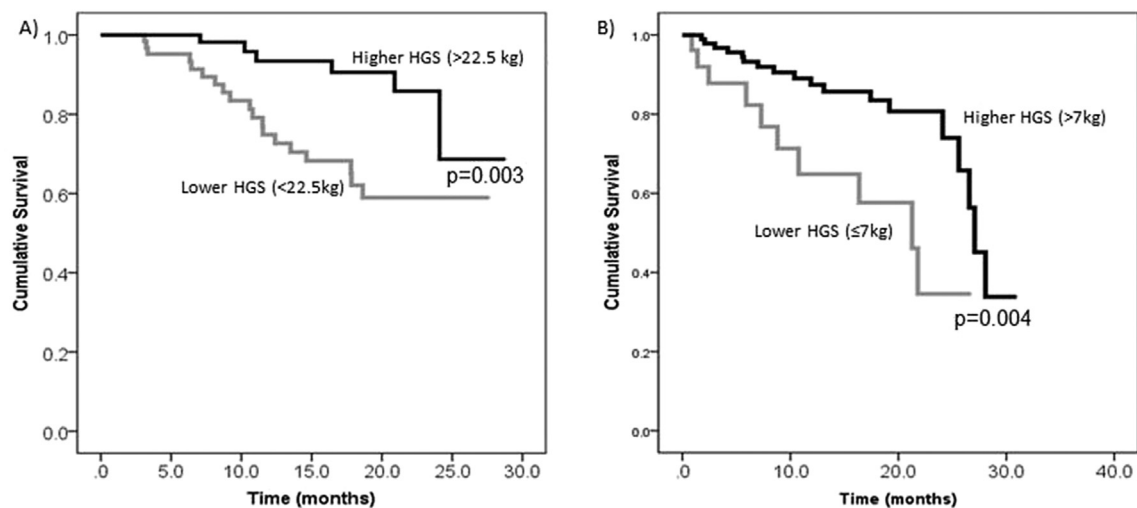 A)
Cumulative Survival
1.0
0.8
0.6
0.4
0.2
0.0
Higher HGS (>22.5 kg)
p=0.003
Lower HGS (<22.5kg)
.0 5.0 10.0 15.0 20.0 25.0 30.0
Time (months)
B)
Cumulative Survival
1.0
0.8
0.6
0.4
0.2
0.0
Higher HGS (>7kg)
Lower HGS (≤7kg)
p=0.004
.0 10.0 20.0 30.0 40.0
Time (months)